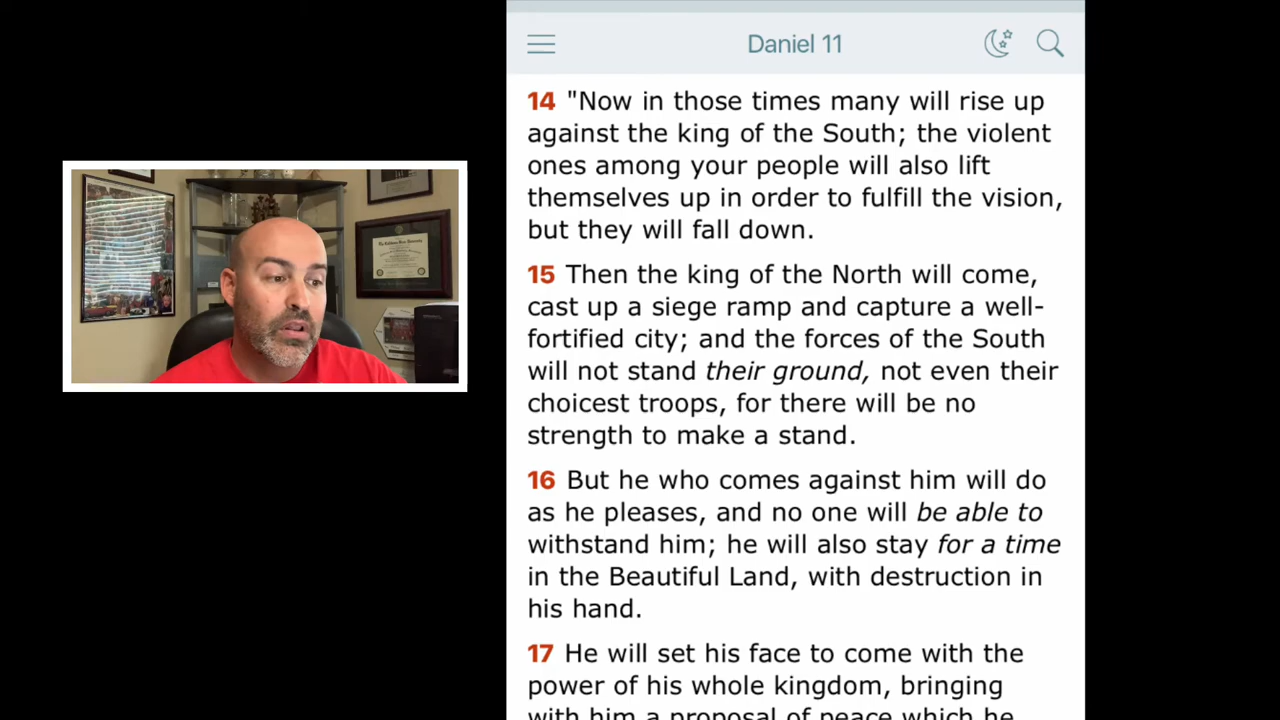 Daniel 11
14 "Now in those times many will rise up
against the king of the South; the violent
ones among your people will also lift
themselves up in order to fulfill the vision,
but they will fall down.
15 Then the king of the North will come,
cast up a siege ramp and capture a well-
fortified city; and the forces of the South
will not stand their ground, not even their
choicest troops, for there will be no
strength to make a stand.
16 But he who comes against him will do
as he pleases, and no one will be able to
withstand him; he will also stay for a time
in the Beautiful Land, with destruction in
his hand.
17 He will set his face to come with the
power of his whole kingdom, bringing
with him a proposal of peace which he